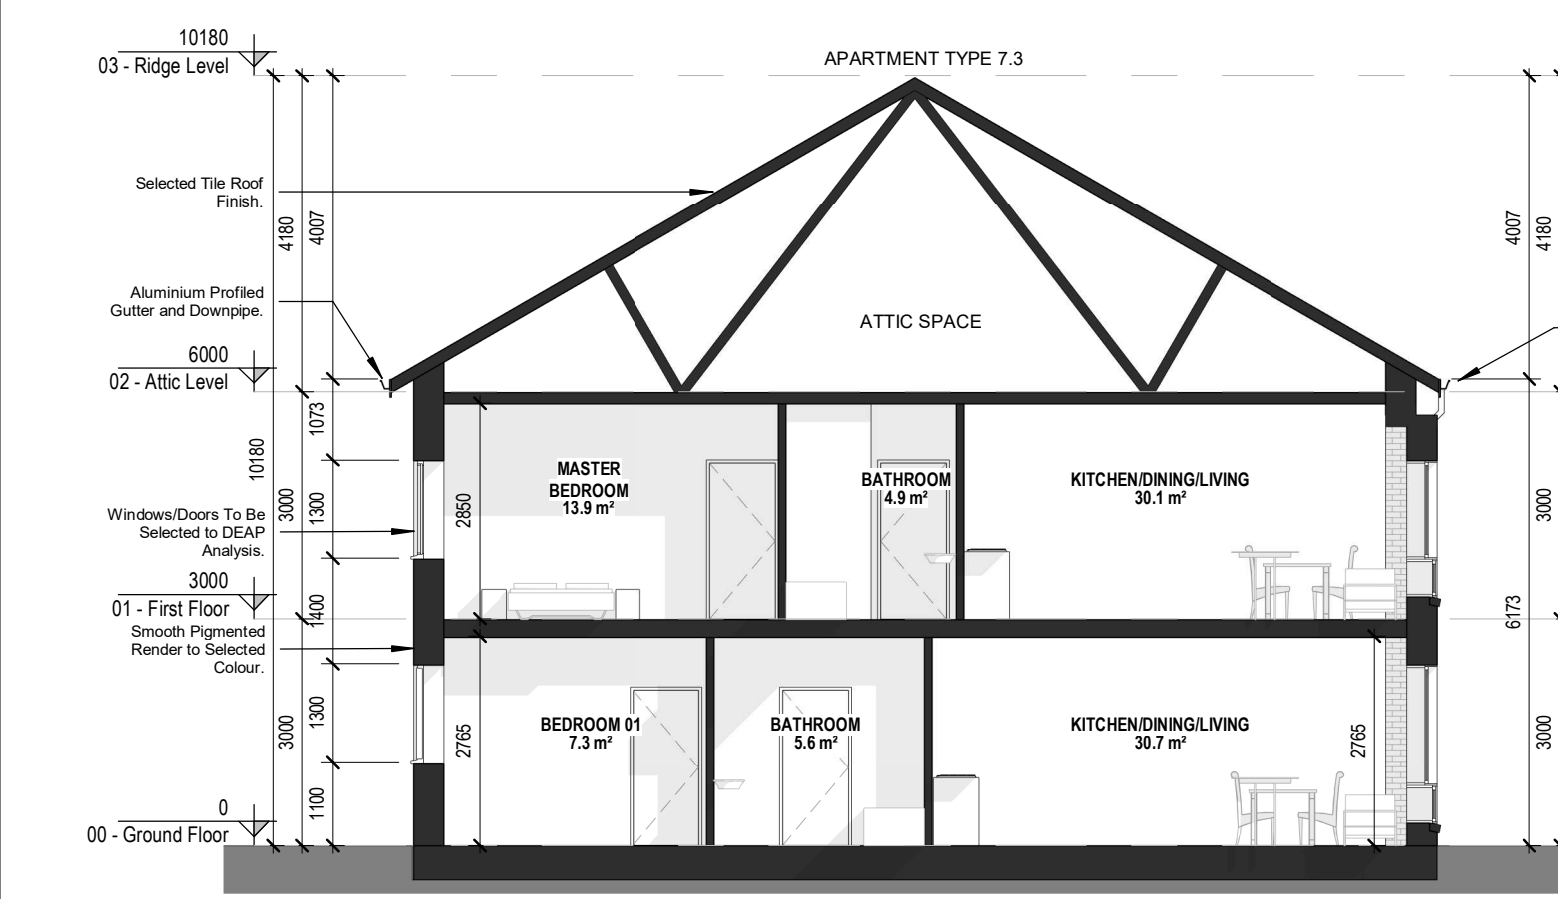 APARTMENT TYPE 7.3
10180
03 - Ridge Level
Selected Tile Roof
Finish.
4180
4007
4007
4180
Aluminium Profiled
Gutter and Downpipe.
ATTIC SPACE
6000
02 - Attic Level
1073
10180
3000
1300
2850
MASTER
BEDROOM
13.9 m²
BATHROOM
4.9 m²
KITCHEN/DINING/LIVING
30.1 m²
3000
Windows/Doors To Be
Selected to DEAP
Analysis.
3000
01 - First Floor
1400
6173
Smooth Pigmented
Render to Selected
Colour.
3000
1300
2765
BEDROOM 01
7.3 m²
BATHROOM
5.6 m²
KITCHEN/DINING/LIVING
30.7 m²
2765
3000
1100
0
00 - Ground Floor